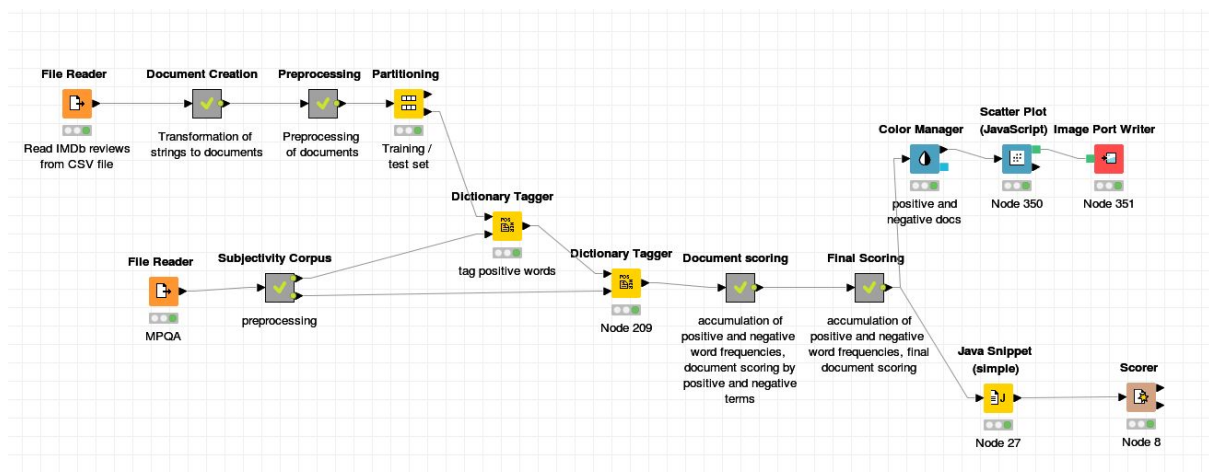 File Reader
Read IMDb reviews
from CSV file
Document Creation
Transformation of
strings to documents
Preprocessing
Preprocessing
of documents
Partitioning
Training /
test set
Dictionary Tagger
tag positive words
File Reader
MPQA
Subjectivity Corpus
preprocessing
Dictionary Tagger
Node 209
Document scoring
accumulation of
positive and negative
word frequencies,
document scoring by
positive and negative
terms
Final Scoring
accumulation of
positive and negative
word frequencies, final
document scoring
Color Manager
positive and
negative docs
Scatter Plot
(JavaScript)
Node 350
Image Port Writer
Node 351
Java Snippet
(simple)
J
Node 27
Scorer
Node 8